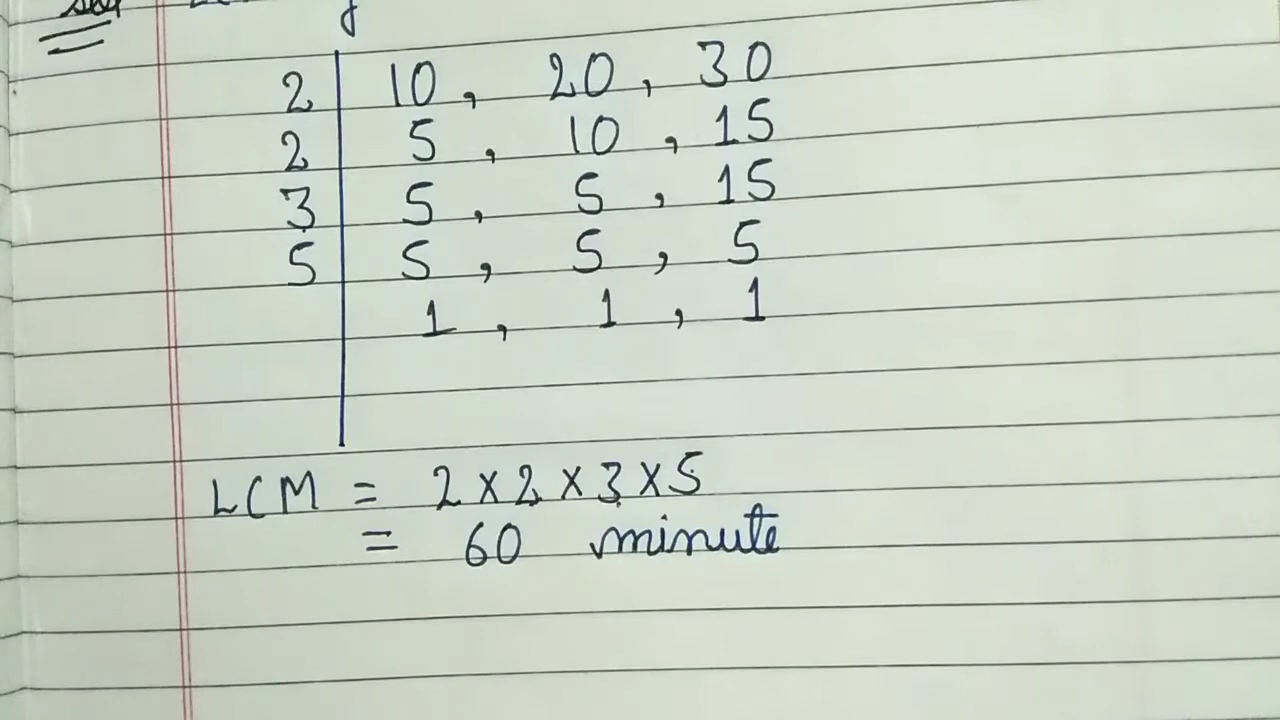 2 | 10, 20, 30
2 | 5, 10, 15
3 | 5, 5, 15
5 | 5, 5, 5
1, 1, 1
LCM = 2×2×3×5
= 60 minute